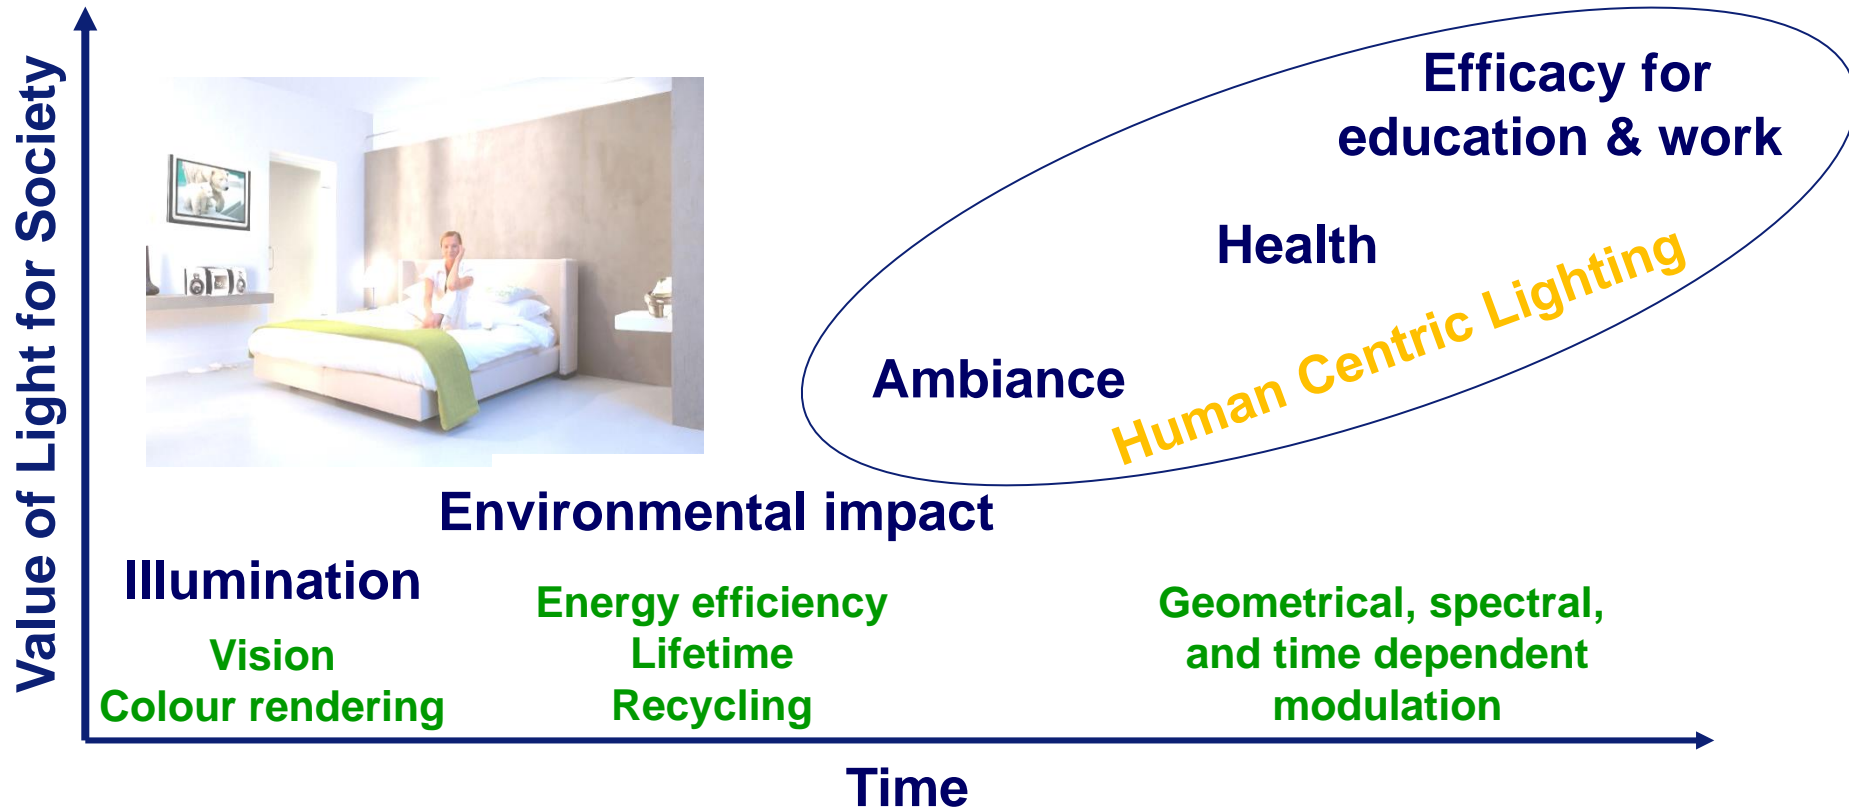 Value of Light for Society
Efficacy for
education & work
Health
Human Centric Lighting
Ambiance
Environmental impact
Illumination
Vision
Colour rendering
Energy efficiency
Lifetime
Recycling
Geometrical, spectral,
and time dependent
modulation
Time